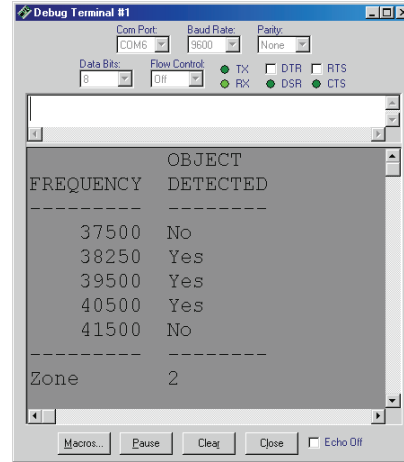 Debug Terminal #1
Com Port: Baud Rate: Parity:
COM6 9600 None
Data Bits: Flow Control: TX DTR RTS
8 Off RX DSR CTS
OBJECT
FREQUENCY DETECTED
--------- --------
37500 No
38250 Yes
39500 Yes
40500 Yes
41500 No
--------- --------
Zone 2
Macros... Pause Clear Close Echo Off